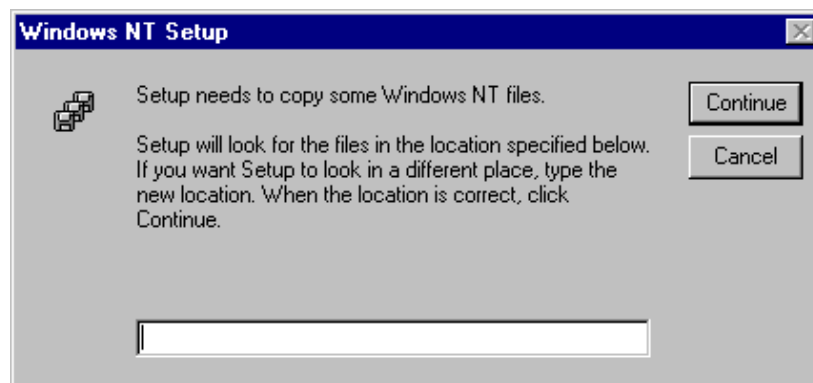 Windows NT Setup
Setup needs to copy some Windows NT files.
Continue
Setup will look for the files in the location specified below.
If you want Setup to look in a different place, type the
new location. When the location is correct, click
Continue.
Cancel